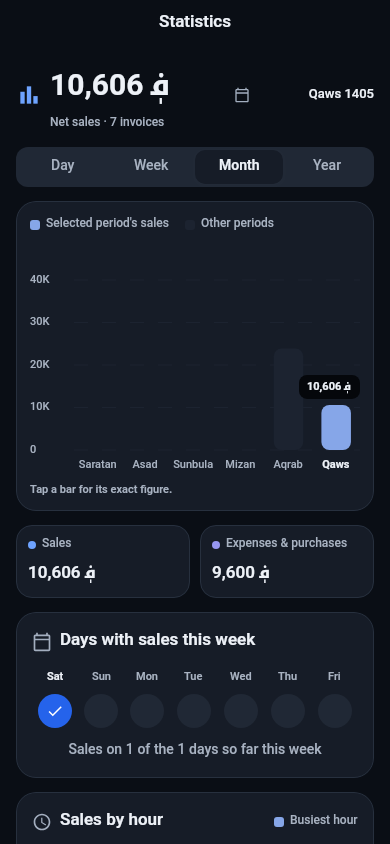 Statistics
10,606 ؋
Qaws 1405
Net sales · 7 invoices
Day Week Month Year
Selected period's sales Other periods
40K
30K
20K
10,606 ؋
10K
0
Saratan Asad Sunbula Mizan Aqrab Qaws
Tap a bar for its exact figure.
Sales Expenses & purchases
10,606 ؋ 9,600 ؋
Days with sales this week
Sat Sun Mon Tue Wed Thu Fri
Sales on 1 of the 1 days so far this week
Sales by hour Busiest hour